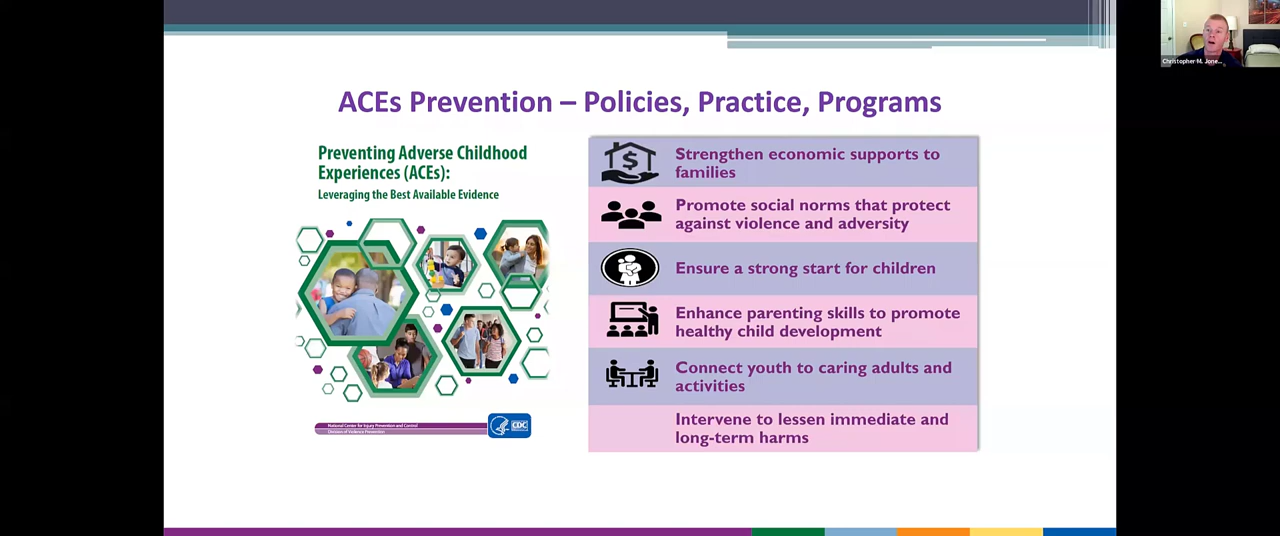 Christopher M. Jone...
ACEs Prevention – Policies, Practice, Programs
Preventing Adverse Childhood
Experiences (ACEs):
Leveraging the Best Available Evidence
National Center for Injury Prevention and Control
Division of Violence Prevention
CDC
Strengthen economic supports to
families
Promote social norms that protect
against violence and adversity
Ensure a strong start for children
Enhance parenting skills to promote
healthy child development
Connect youth to caring adults and
activities
Intervene to lessen immediate and
long-term harms